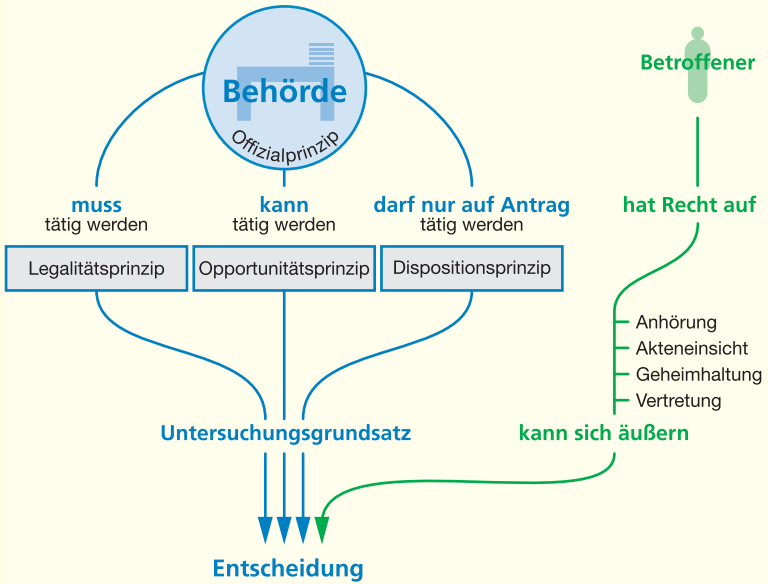 Behörde
Offizialprinzip
Betroffener
muss
tätig werden
kann
tätig werden
darf nur auf Antrag
tätig werden
hat Recht auf
Legalitätsprinzip
Opportunitätsprinzip
Dispositionsprinzip
Anhörung
Akteneinsicht
Geheimhaltung
Vertretung
Untersuchungsgrundsatz
kann sich äußern
Entscheidung